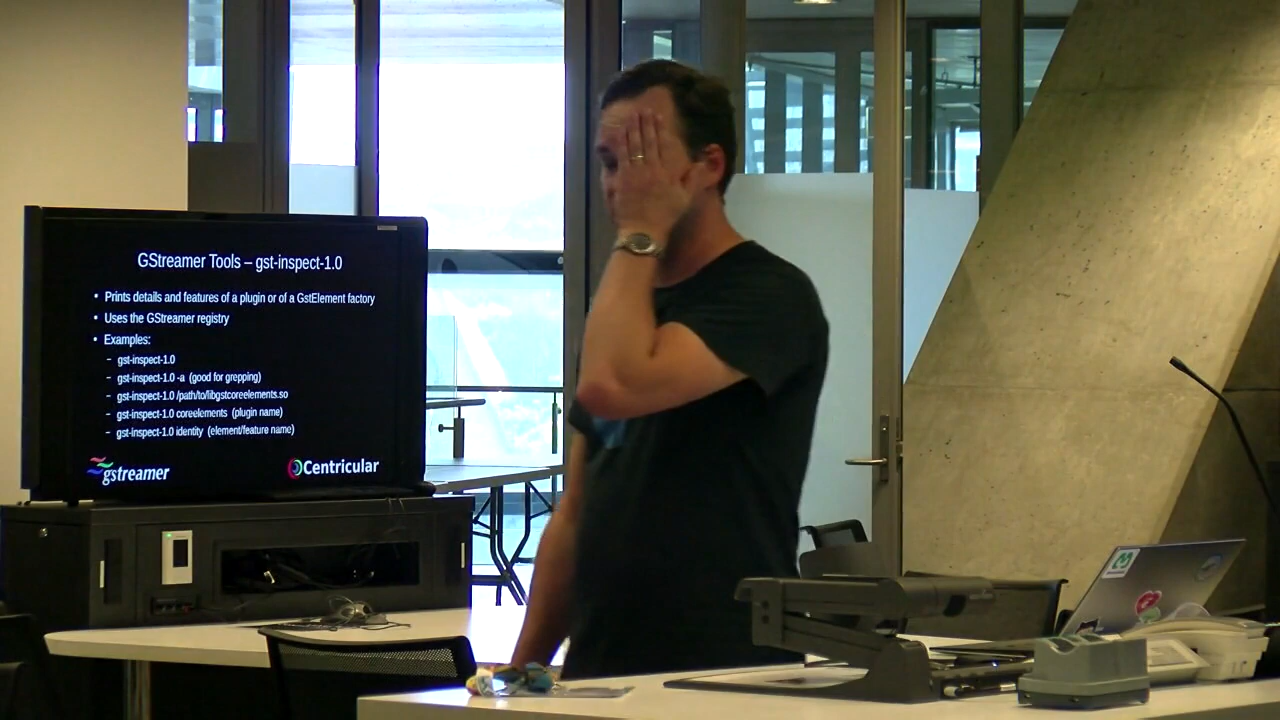 GStreamer Tools – gst-inspect-1.0
• Prints details and features of a plugin or of a GstElement factory
• Uses the GStreamer registry
• Examples:
– gst-inspect-1.0
– gst-inspect-1.0 -a (good for grepping)
– gst-inspect-1.0 /path/to/libgstcoreelements.so
– gst-inspect-1.0 coreelements (plugin name)
– gst-inspect-1.0 identity (element/feature name)
gstreamer
Centricular